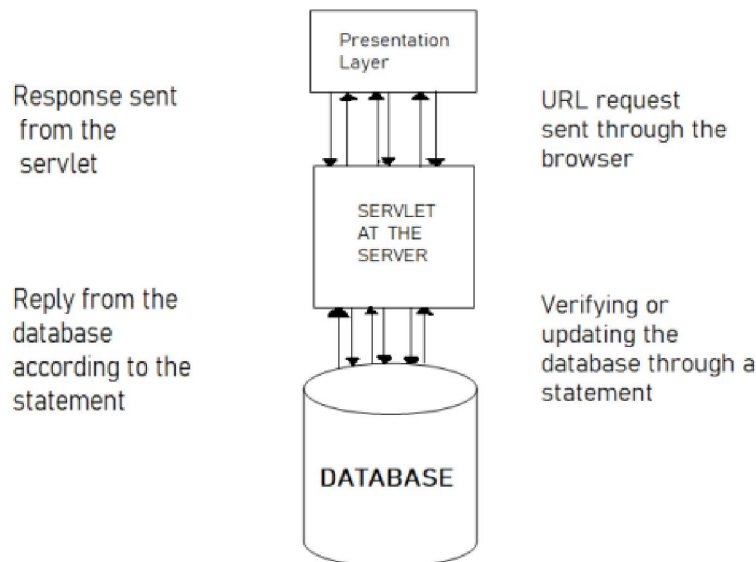 Presentation
Layer
Response sent
from the
servlet
URL request
sent through the
browser
SERVLET
AT THE
SERVER
Reply from the
database
according to the
statement
Verifying or
updating the
database through a
statement
DATABASE